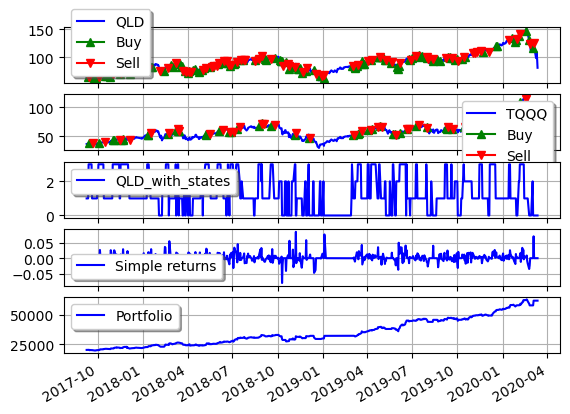 QLD
Buy
Sell
150
100
TQQQ
Buy
Sell
100
50
QLD_with_states
2
0
Simple returns
0.05
0.00
−0.05
Portfolio
50000
25000
2017-10
2018-01
2018-04
2018-07
2018-10
2019-01
2019-04
2019-07
2019-10
2020-01
2020-04